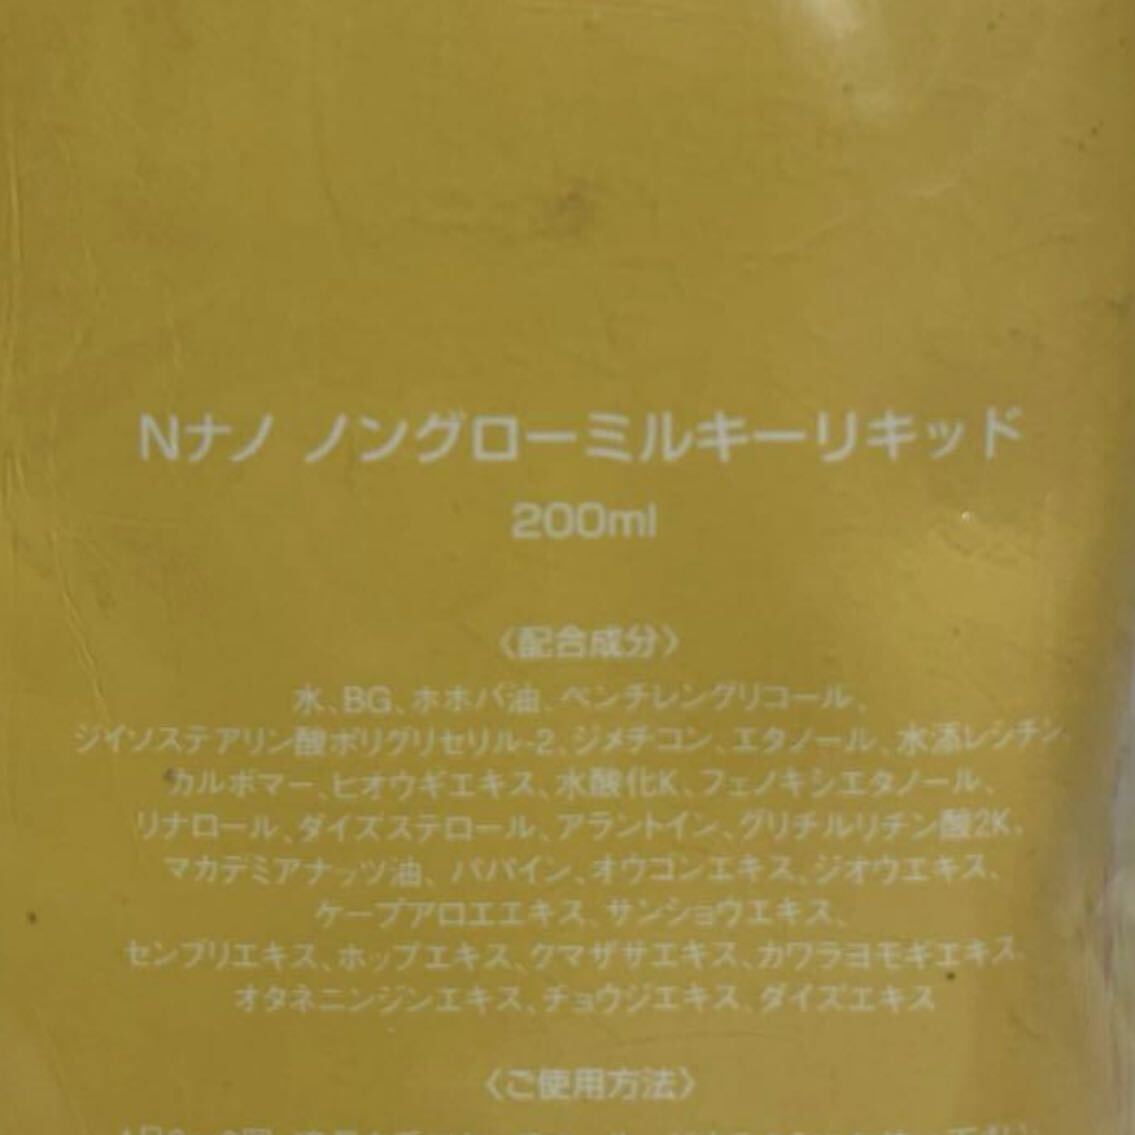 Nナノ ノングローミルキーリキッド
200ml
〈配合成分〉
水、BG、ホホバ油、ペンチレングリコール、
ジイソステアリン酸ポリグリセリル-2、ジメチコン、エタノール、水添レシチン、
カルボマー、ヒオウギエキス、水酸化K、フェノキシエタノール、
リナロール、ダイズステロール、アラントイン、グリチルリチン酸2K、
マカデミアナッツ油、パパイン、オウゴンエキス、ジオウエキス、
ケープアロエエキス、サンショウエキス、
センブリエキス、ホップエキス、クマザサエキス、カワラヨモギエキス、
オタネニンジンエキス、チョウジエキス、ダイズエキス
〈ご使用方法〉